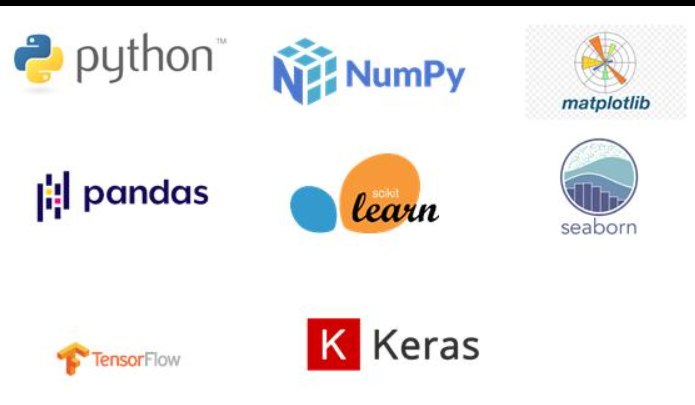 python™
NumPy
matplotlib
pandas
scikit
learn
seaborn
TensorFlow
K Keras